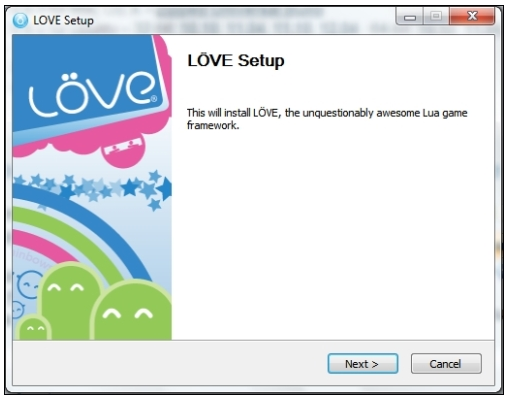 LOVE Setup
LÖVE
LÖVE Setup
This will install LÖVE, the unquestionably awesome Lua game
framework.
Next >
Cancel